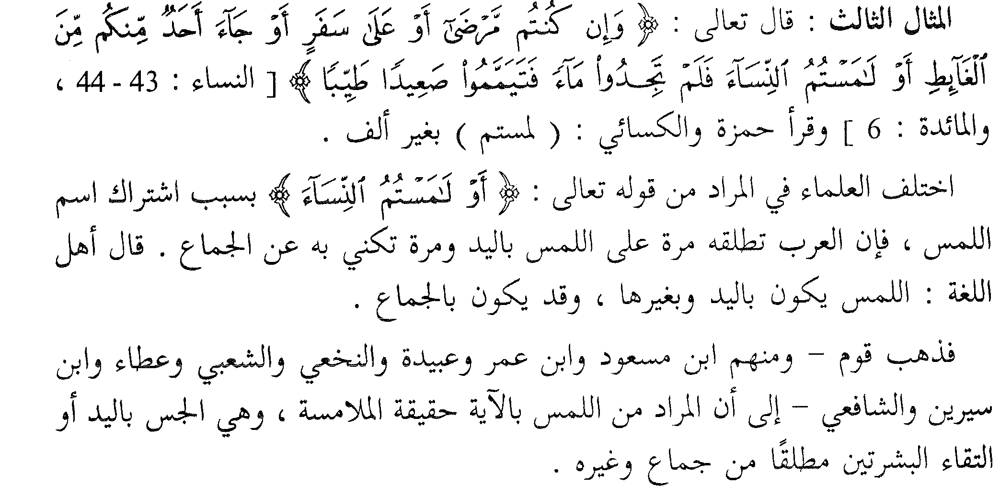 المثال الثالث : قال تعالى : ﴿ وَإِن كُنتُم مَّرْضَىٰٓ أَوْ عَلَىٰ سَفَرٍ أَوْ جَآءَ أَحَدٌ مِّنكُم مِّنَ
ٱلْغَآئِطِ أَوْ لَٰمَسْتُمُ ٱلنِّسَآءَ فَلَمْ تَجِدُوا۟ مَآءً فَتَيَمَّمُوا۟ صَعِيدًا طَيِّبًا ﴾ [ النساء : 43 - 44 ،
والمائدة : 6 ] وقرأ حمزة والكسائي : ( لمستم ) بغير ألف .
اختلف العلماء في المراد من قوله تعالى : ﴿ أَوْ لَٰمَسْتُمُ ٱلنِّسَآءَ ﴾ بسبب اشتراك اسم
اللمس ، فإن العرب تطلقه مرة على اللمس باليد ومرة تكني به عن الجماع . قال أهل
اللغة : اللمس يكون باليد وبغيرها ، وقد يكون بالجماع .
فذهب قوم – ومنهم ابن مسعود وابن عمر وعبيدة والنخعي والشعبي وعطاء وابن
سيرين والشافعي – إلى أن المراد من اللمس بالآية حقيقة الملامسة ، وهي الجس باليد أو
التقاء البشرتين مطلقًا من جماع وغيره .